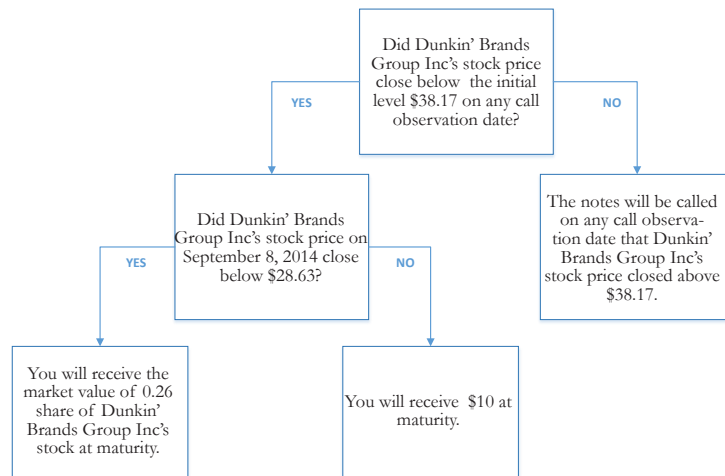 Did Dunkin' Brands
Group Inc's stock price
close below the initial
level $38.17 on any call
observation date?
YES
NO
Did Dunkin' Brands
Group Inc's stock price on
September 8, 2014 close
below $28.63?
The notes will be called
on any call observa-
tion date that Dunkin'
Brands Group Inc's
stock price closed above
$38.17.
YES
NO
You will receive the
market value of 0.26
share of Dunkin'
Brands Group Inc's
stock at maturity.
You will receive $10 at
maturity.